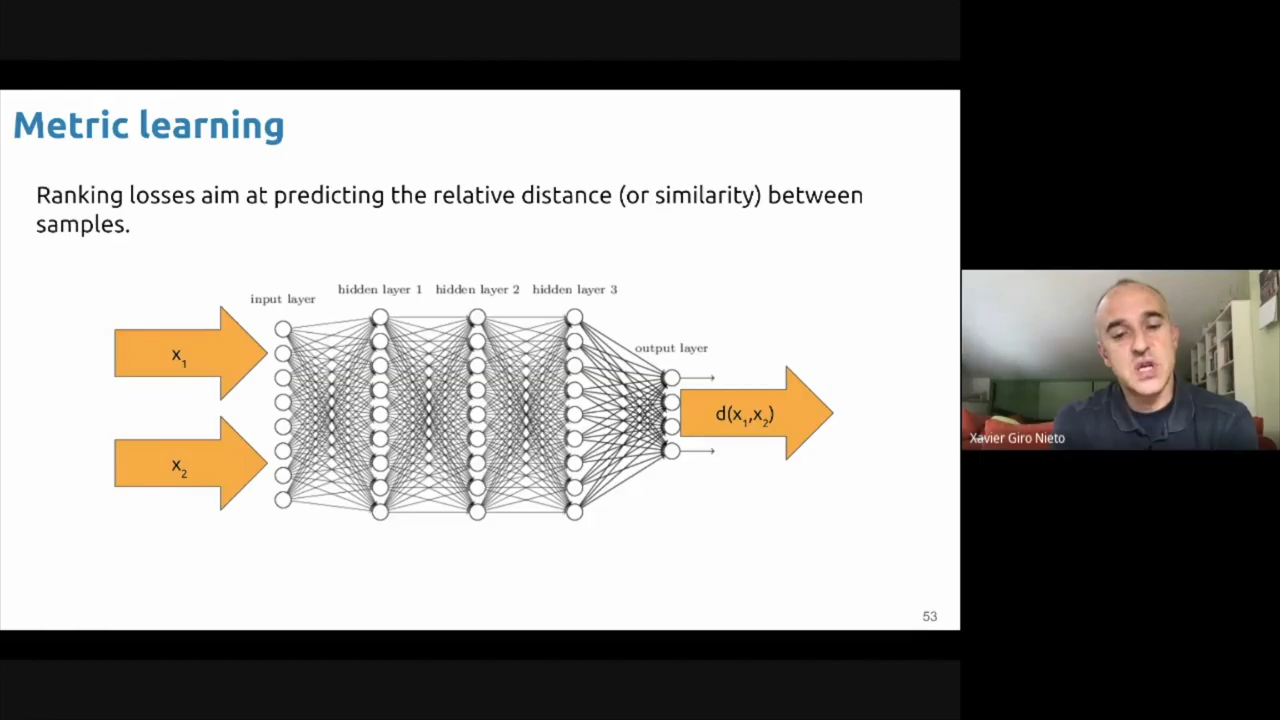 Metric learning
Ranking losses aim at predicting the relative distance (or similarity) between
samples.
hidden layer 1 hidden layer 2 hidden layer 3
input layer
output layer
x1
d(x1,x2)
x2
Xavier Giro Nieto
53